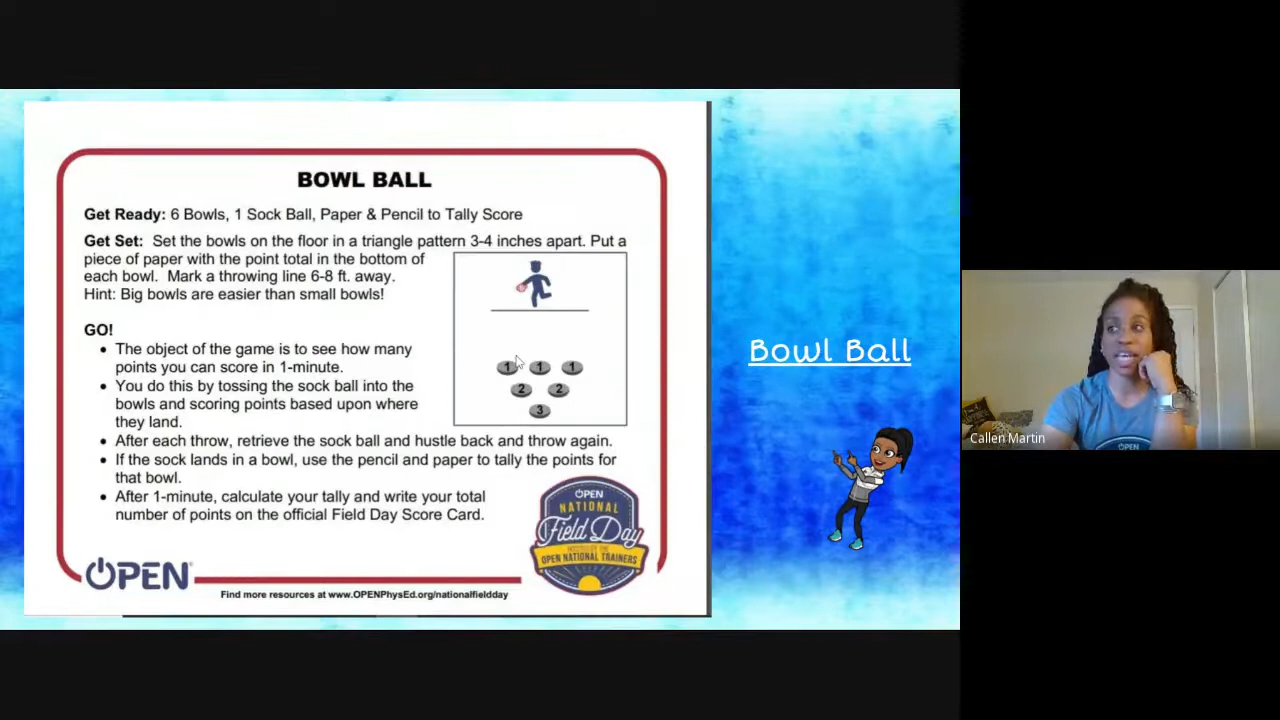 BOWL BALL
Get Ready: 6 Bowls, 1 Sock Ball, Paper & Pencil to Tally Score
Get Set: Set the bowls on the floor in a triangle pattern 3-4 inches apart. Put a
piece of paper with the point total in the bottom of
each bowl. Mark a throwing line 6-8 ft. away.
Hint: Big bowls are easier than small bowls!
GO!
• The object of the game is to see how many
points you can score in 1-minute.
• You do this by tossing the sock ball into the
bowls and scoring points based upon where
they land.
• After each throw, retrieve the sock ball and hustle back and throw again.
• If the sock lands in a bowl, use the pencil and paper to tally the points for
that bowl.
• After 1-minute, calculate your tally and write your total
number of points on the official Field Day Score Card.
1 1 1
2 2
3
OPEN
NATIONAL
Field Day
OPEN NATIONAL TRAINERS
OPEN
Find more resources at www.OPENPhysEd.org/nationalfieldday
Bowl Ball
Callen Martin
OPEN